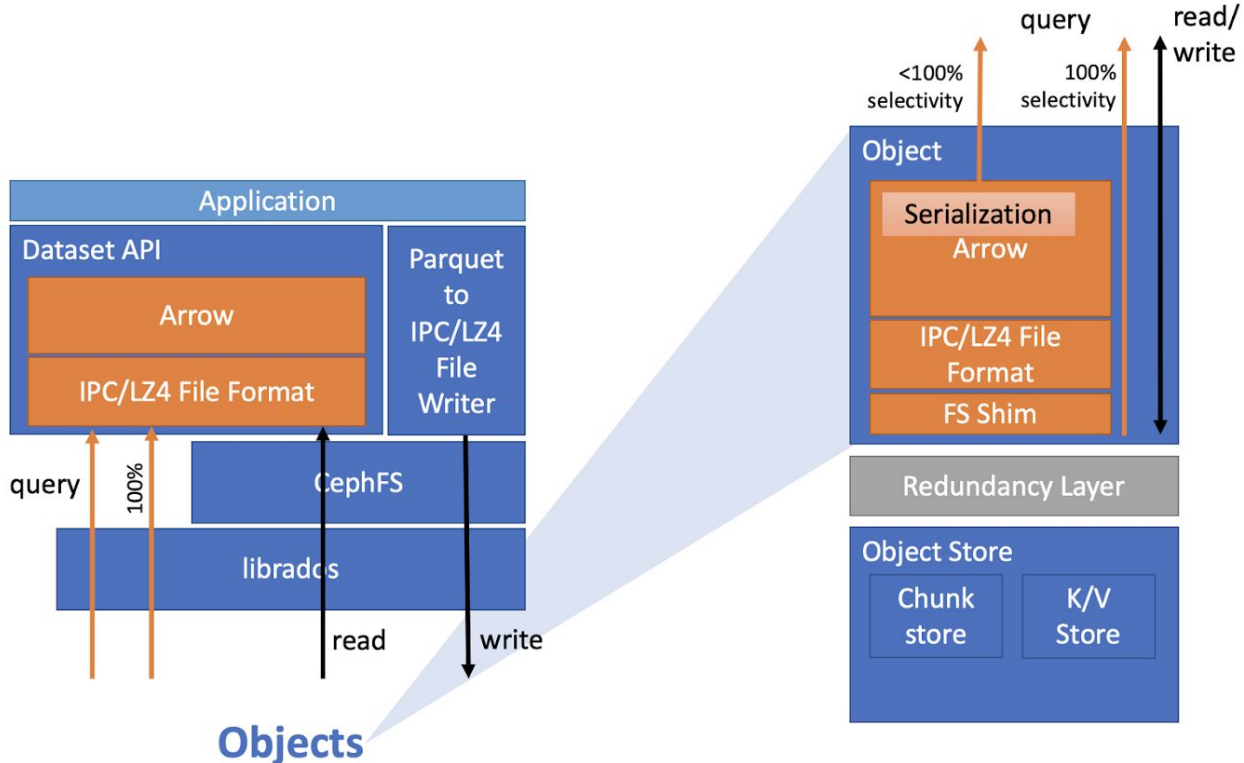 Application
Dataset API
Arrow
IPC/LZ4 File Format
Parquet
to
IPC/LZ4
File
Writer
query
100%
CephFS
librados
read
write
Objects
query
read/
write
<100%
selectivity
100%
selectivity
Object
Serialization
Arrow
IPC/LZ4 File
Format
FS Shim
Redundancy Layer
Object Store
Chunk
store
K/V
Store